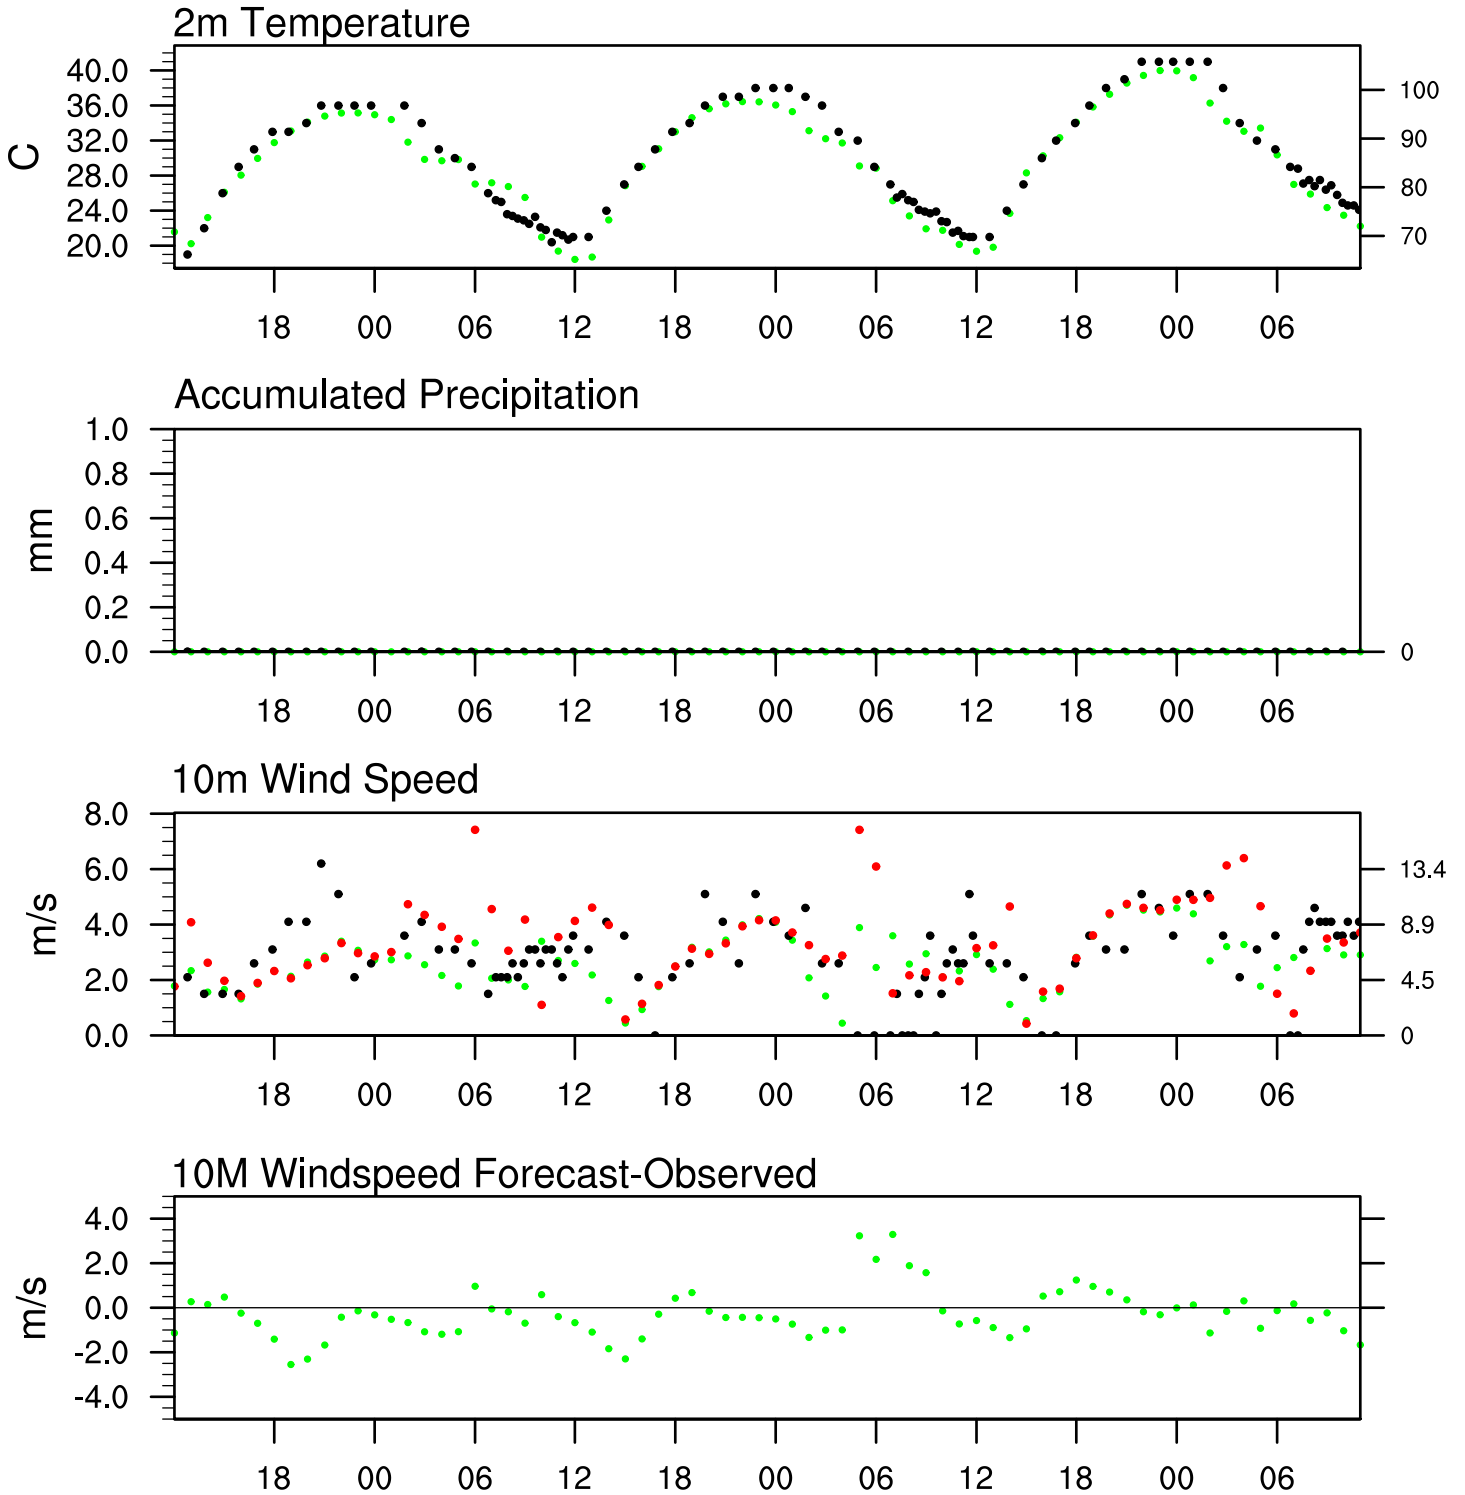 2m Temperature
40.0
36.0
32.0
28.0
24.0
20.0
C
100
90
80
70
18 00 06 12 18 00 06 12 18 00 06
Accumulated Precipitation
1.0
0.8
0.6
0.4
0.2
0.0
mm
0
18 00 06 12 18 00 06 12 18 00 06
10m Wind Speed
8.0
6.0
4.0
2.0
0.0
m/s
13.4
8.9
4.5
0
18 00 06 12 18 00 06 12 18 00 06
10M Windspeed Forecast-Observed
4.0
2.0
0.0
-2.0
-4.0
m/s
18 00 06 12 18 00 06 12 18 00 06